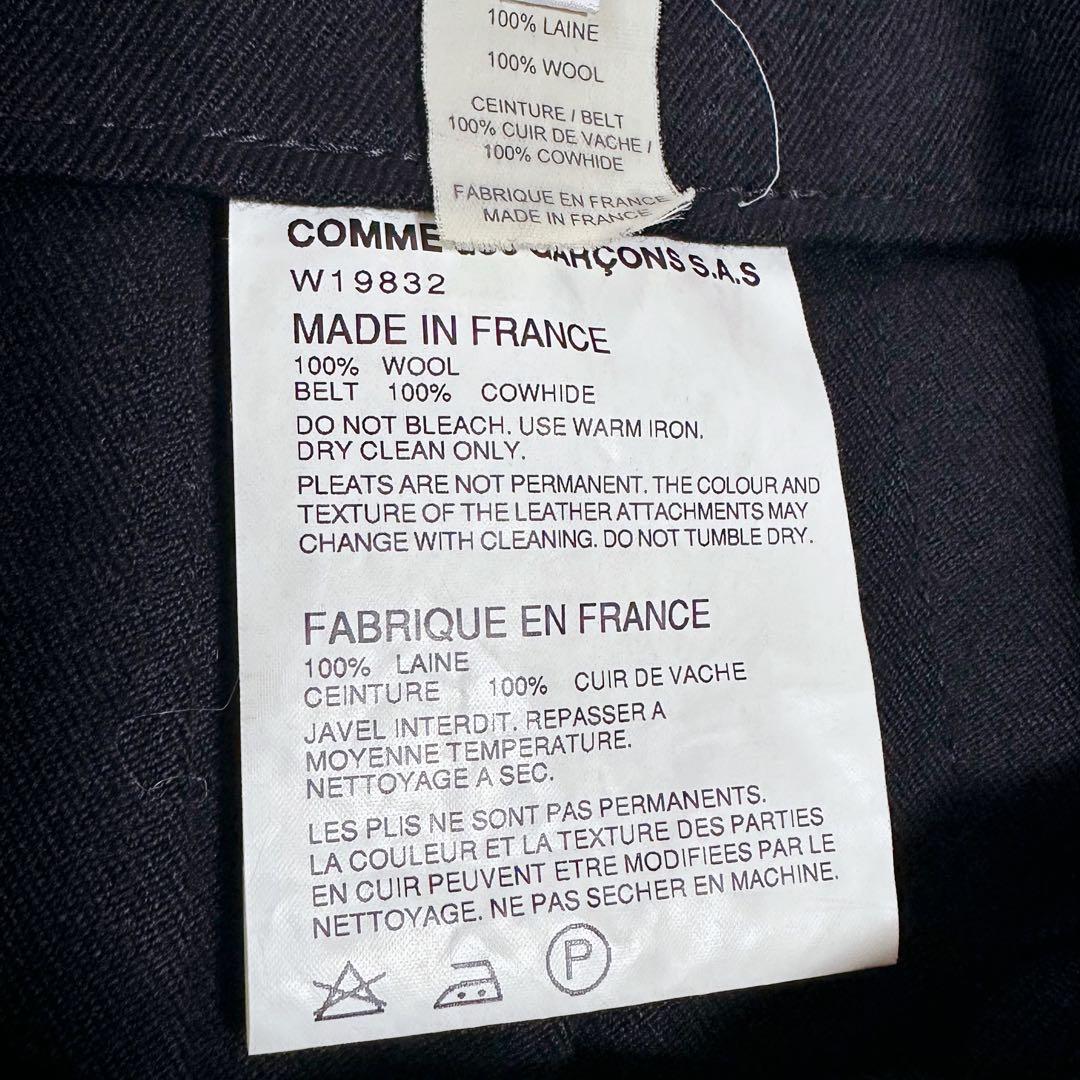 100% LAINE
100% WOOL
CEINTURE / BELT
100% CUIR DE VACHE /
100% COWHIDE
FABRIQUE EN FRANCE
MADE IN FRANCE
COMME GARÇONS S.A.S
W19832
MADE IN FRANCE
100% WOOL
BELT 100% COWHIDE
DO NOT BLEACH. USE WARM IRON.
DRY CLEAN ONLY.
PLEATS ARE NOT PERMANENT. THE COLOUR AND
TEXTURE OF THE LEATHER ATTACHMENTS MAY
CHANGE WITH CLEANING. DO NOT TUMBLE DRY.
FABRIQUE EN FRANCE
100% LAINE
CEINTURE 100% CUIR DE VACHE
JAVEL INTERDIT. REPASSER A
MOYENNE TEMPERATURE.
NETTOYAGE A SEC.
LES PLIS NE SONT PAS PERMANENTS.
LA COULEUR ET LA TEXTURE DES PARTIES
EN CUIR PEUVENT ETRE MODIFIEES PAR LE
NETTOYAGE. NE PAS SECHER EN MACHINE.
P